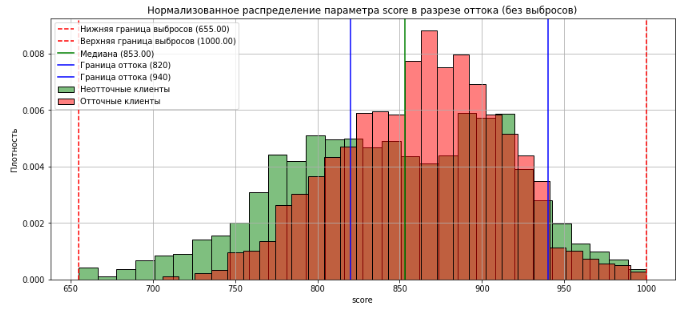 Нормализованное распределение параметра score в разрезе оттока (без выбросов)
Нижняя граница выбросов (655.00)
Верхняя граница выбросов (1000.00)
Медиана (853.00)
Граница оттока (820)
Граница оттока (940)
Неотточные клиенты
Отточные клиенты
Плотность
0.008
0.006
0.004
0.002
0.000
650 700 750 800 850 900 950 1000
score